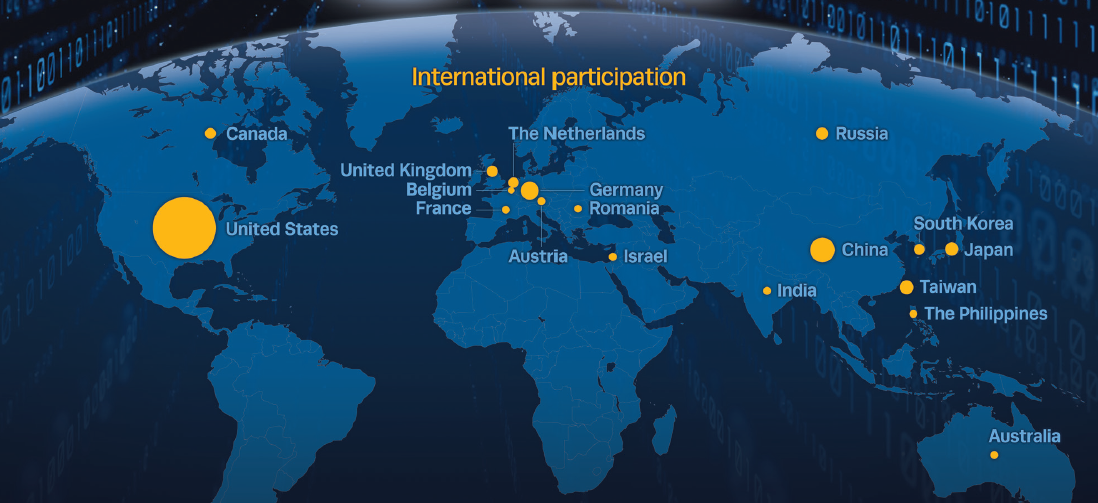 International participation
Canada
The Netherlands
Russia
United Kingdom
Belgium
Germany
France
Romania
South Korea
United States
China
Japan
Austria
Israel
India
Taiwan
The Philippines
Australia